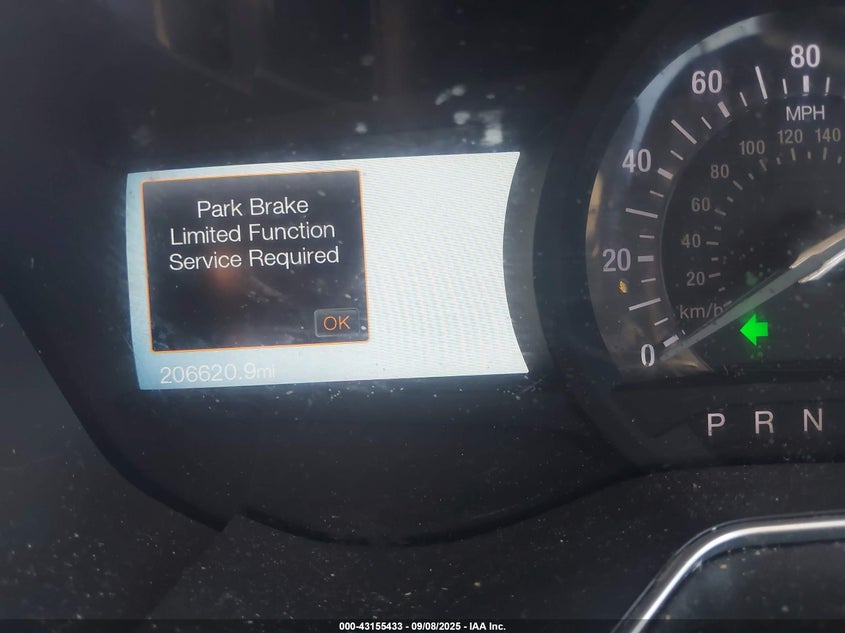 Park Brake
Limited Function
Service Required
OK
206620.9mi
0
20
40
60
80
MPH
20
40
60
80
100
120
140
km/h
P R N
000-43155433 - 09/08/2025 - IAA Inc.